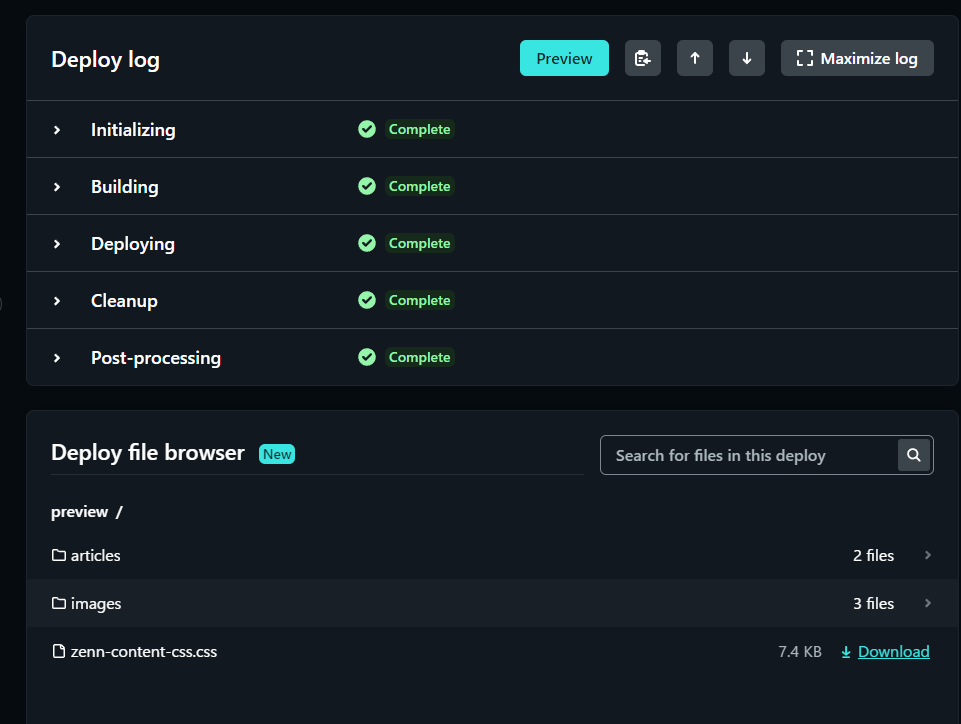 Deploy log
Preview
Maximize log
Initializing Complete
Building Complete
Deploying Complete
Cleanup Complete
Post-processing Complete
Deploy file browser New
Search for files in this deploy
preview /
articles 2 files
images 3 files
zenn-content-css.css 7.4 KB Download